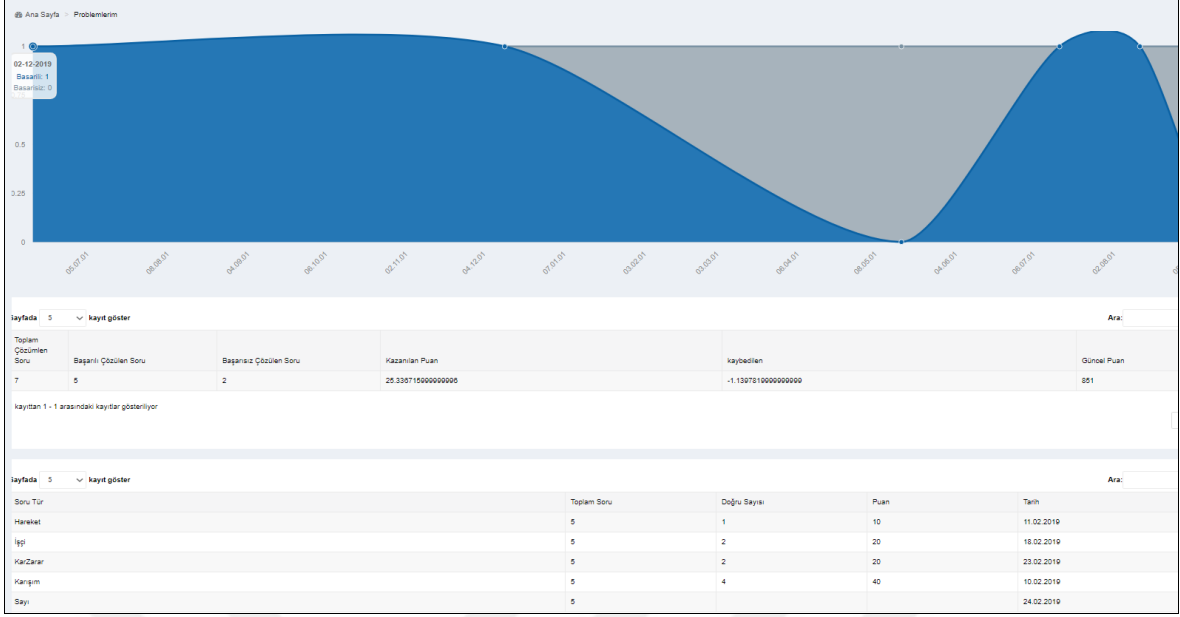 Ana Sayfa Problemlerim
1
02-12-2019
Basarili: 1
Basarisiz: 0
0.5
0.25
0
05.07.01 08.08.01 04.09.01 06.10.01 02.11.01 04.12.01 07.01.01 03.02.01 03.03.01 06.04.01 08.05.01 04.06.01 06.07.01 02.08.01
sayfada 5 kayıt göster Ara:
Toplam Çözümlen Soru Başarılı Çözülen Soru Başarısız Çözülen Soru Kazanılan Puan kaybedilen Güncel Puan
7 5 2 25.336715999999996 -1.1397819999999999 851
kayıttan 1 - 1 arasındaki kayıtlar gösteriliyor
sayfada 5 kayıt göster Ara:
Soru Tür Toplam Soru Doğru Sayısı Puan Tarih
Hareket 5 1 10 11.02.2019
İşçi 5 2 20 18.02.2019
KarZarar 5 2 20 23.02.2019
Karışım 5 4 40 10.02.2019
Sayı 5 24.02.2019